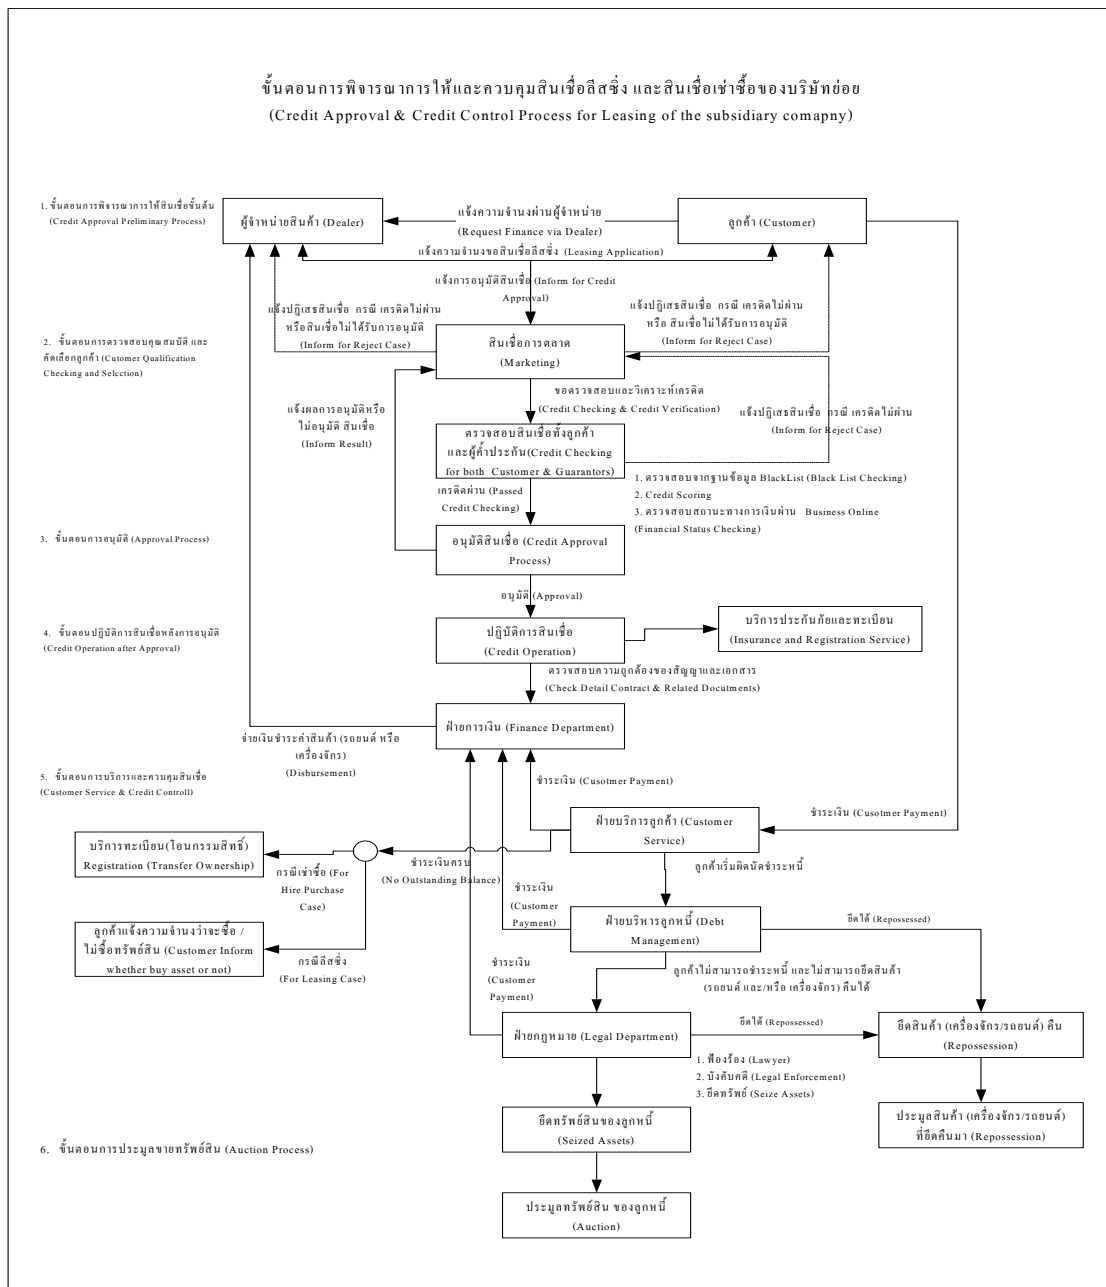 ขั้นตอนการพิจารณาการให้และควบคุมสินเชื่อลีสซิ่ง และสินเชื่อเช่าซื้อของบริษัทย่อย
(Credit Approval & Credit Control Process for Leasing of the subsidiary comapny)
1. ขั้นตอนการพิจารณาการให้สินเชื่อขั้นต้น
(Credit Approval Preliminary Process)
ผู้จำหน่ายสินค้า (Dealer)
แจ้งความจำนงผ่านผู้จำหน่าย
(Request Finance via Dealer)
ลูกค้า (Customer)
แจ้งความจำนงขอสินเชื่อลีสซิ่ง (Leasing Application)
แจ้งการอนุมัติสินเชื่อ (Inform for Credit
Approval)
แจ้งปฏิเสธสินเชื่อ กรณี เครดิตไม่ผ่าน
หรือสินเชื่อไม่ได้รับการอนุมัติ
(Inform for Reject Case)
แจ้งปฏิเสธสินเชื่อ กรณี เครดิตไม่ผ่าน
หรือ สินเชื่อไม่ได้รับการอนุมัติ
(Inform for Reject Case)
2. ขั้นตอนการตรวจสอบคุณสมบัติ และ
คัดเลือกลูกค้า (Cutomer Qualification
Checking and Selcction)
สินเชื่อการตลาด
(Marketing)
ขอตรวจสอบและวิเคราะห์เครดิต
(Credit Checking & Credit Verification)
แจ้งผลการอนุมัติหรือ
ไม่อนุมัติ สินเชื่อ
(Inform Result)
แจ้งปฏิเสธสินเชื่อ กรณี เครดิตไม่ผ่าน
(Inform for Reject Case)
ตรวจสอบสินเชื่อทั้งลูกค้า
และผู้ค้ำประกัน(Credit Checking
for both Customer & Guarantors)
1. ตรวจสอบจากฐานข้อมูล BlackList (Black List Checking)
2. Credit Scoring
3. ตรวจสอบสถานะทางการเงินผ่าน Business Online
(Financial Status Checking)
เครดิตผ่าน (Passed
Credit Checking)
3. ขั้นตอนการอนุมัติ (Approval Process)
อนุมัติสินเชื่อ (Credit Approval
Process)
อนุมัติ (Approval)
4. ขั้นตอนปฏิบัติการสินเชื่อหลังการอนุมัติ
(Credit Operation after Approval)
ปฏิบัติการสินเชื่อ
(Credit Operation)
บริการประกันภัยและทะเบียน
(Insurance and Registration Service)
ตรวจสอบความถูกต้องของสัญญาและเอกสาร
(Check Detail Contract & Related Docutments)
ฝ่ายการเงิน (Finance Department)
จ่ายเงินชำระค่าสินค้า (รถยนต์ หรือ
เครื่องจักร)
(Disbursement)
5. ขั้นตอนการบริการและควบคุมสินเชื่อ
(Customer Service & Credit Controll)
ชำระเงิน (Cusotmer Payment)
ชำระเงิน (Cusotmer Payment)
ฝ่ายบริการลูกค้า (Customer
Service)
บริการทะเบียน(โอนกรรมสิทธิ์)
Registration (Transfer Ownership)
กรณีเช่าซื้อ (For
Hire Purchase
Case)
ชำระเงินครบ
(No Outstanding Balance)
ลูกค้าเริ่มผิดนัดชำระหนี้
ชำระเงิน
(Customer
Payment)
ฝ่ายบริหารลูกหนี้ (Debt
Management)
ยึดได้ (Repossessed)
ลูกค้าแจ้งความจำนงว่าจะซื้อ /
ไม่ซื้อทรัพย์สิน (Customer Inform
whether buy asset or not)
กรณีลีสซิ่ง
(For Leasing Case)
ชำระเงิน
(Customer
Payment)
ลูกค้าไม่สามารถชำระหนี้ และไม่สามารถยึดสินค้า
(รถยนต์ และ/หรือ เครื่องจักร) คืนได้
ฝ่ายกฎหมาย (Legal Department)
ยึดได้ (Repossessed)
ยึดสินค้า (เครื่องจักร/รถยนต์) คืน
(Repossession)
1. ฟ้องร้อง (Lawyer)
2. บังคับคดี (Legal Enforcement)
3. ยึดทรัพย์ (Seize Assets)
ยึดทรัพย์สินของลูกหนี้
(Seized Assets)
ประมูลสินค้า (เครื่องจักร/รถยนต์)
ที่ยึดคืนมา (Repossession)
6. ขั้นตอนการประมูลขายทรัพย์สิน (Auction Process)
ประมูลทรัพย์สิน ของลูกหนี้
(Auction)